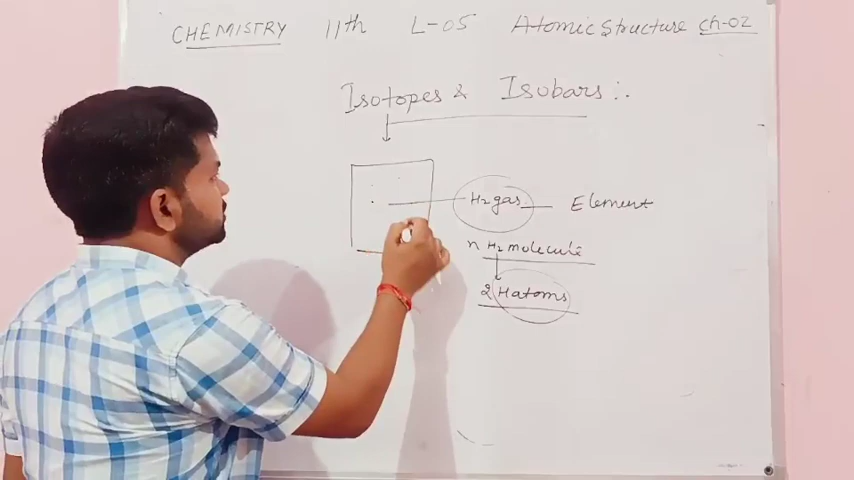 CHEMISTRY 11th L-05 Atomic Structure ch-02
Isotopes & Isobars :.
H2 gas Element
n H2 molecule
2 H atoms